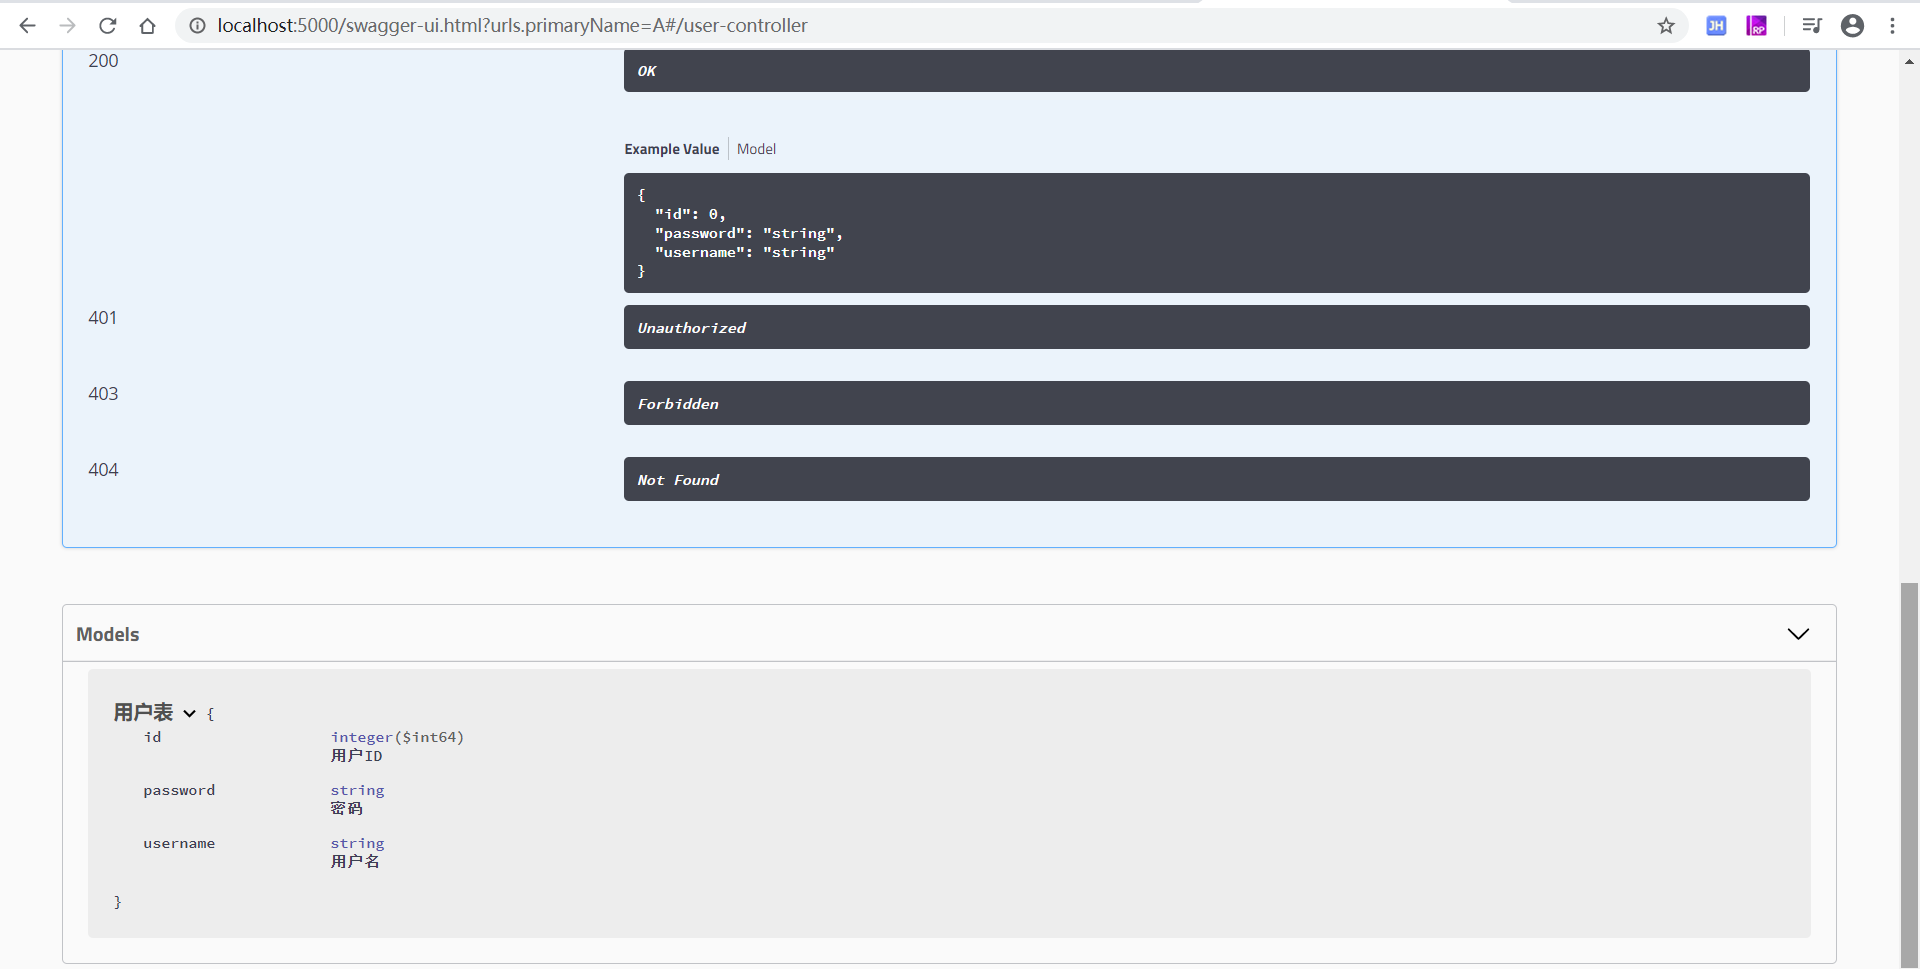 localhost:5000/swagger-ui.html?urls.primaryName=A#/user-controller
JH
RP
200
OK
Example Value
Model
{
"id": 0,
"password": "string",
"username": "string"
}
401
Unauthorized
403
Forbidden
404
Not Found
Models
用户表 {
id integer($int64)
用户ID
password string
密码
username string
用户名
}